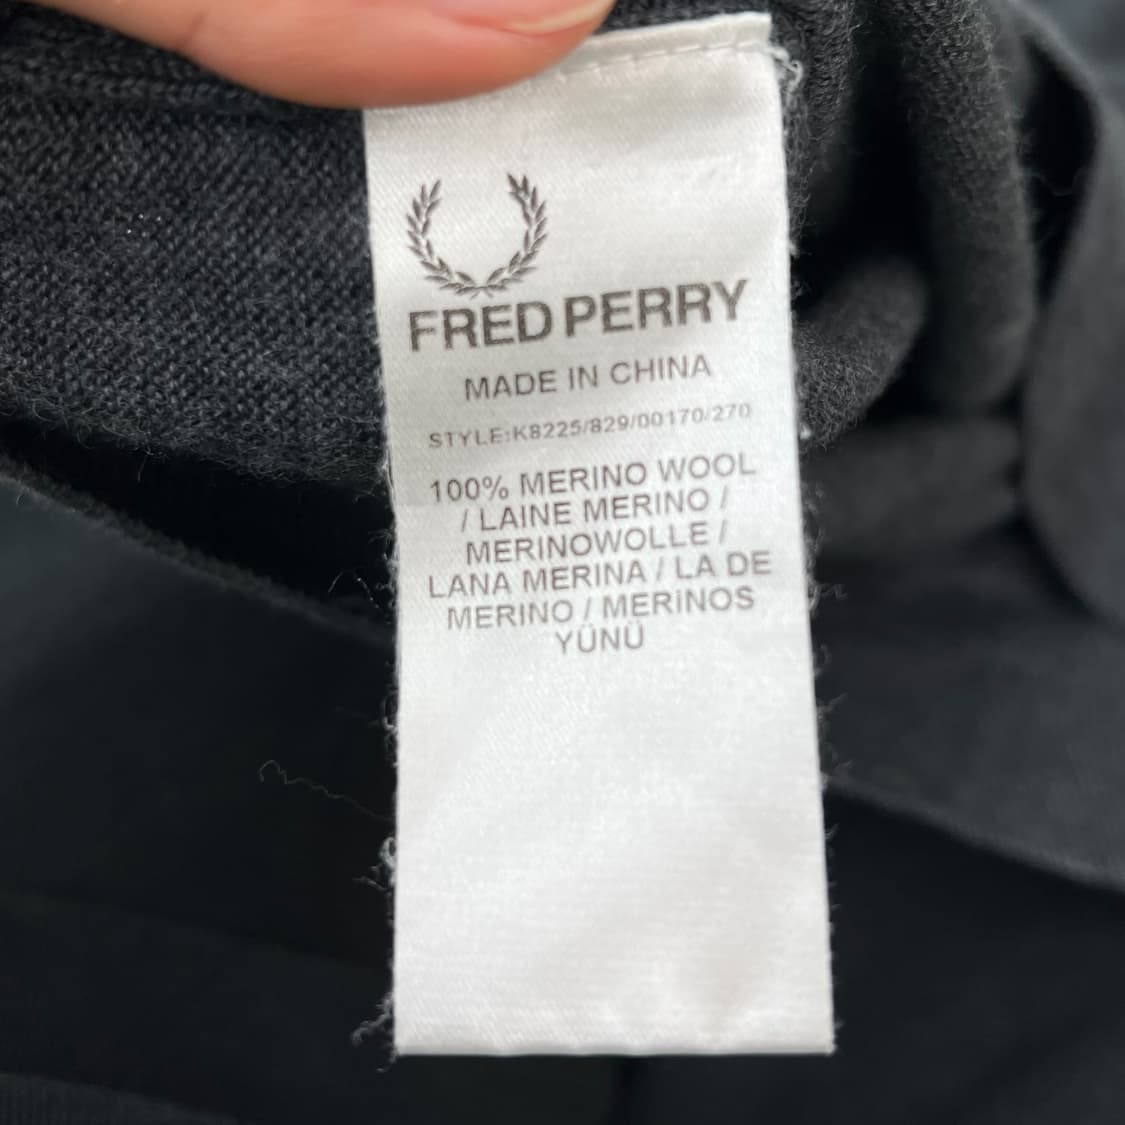 FRED PERRY
MADE IN CHINA
STYLE:K8225/829/00170/270
100% MERINO WOOL
/ LAINE MERINO /
MERINOWOLLE /
LANA MERINA / LA DE
MERINO / MERİNOS
YÜNÜ